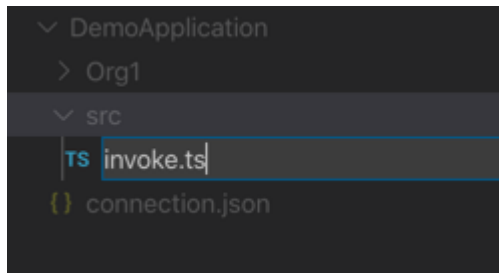 DemoApplication
Org1
src
TS invoke.ts
{} connection.json